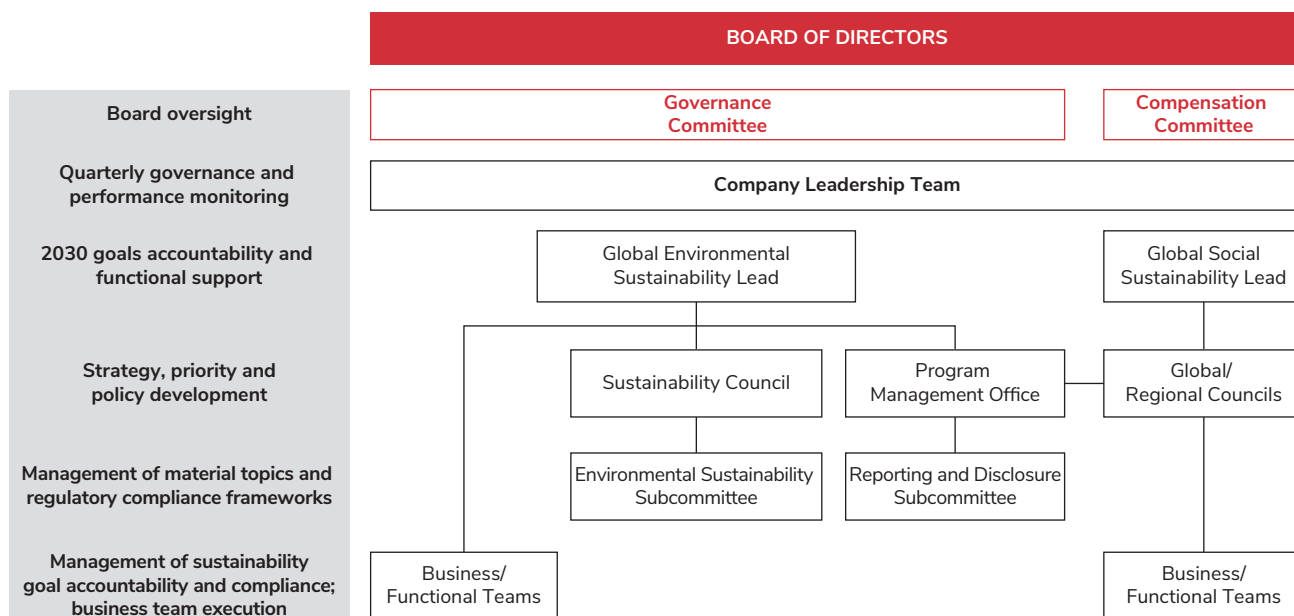 BOARD OF DIRECTORS
Board oversight
Governance
Committee
Compensation
Committee
Quarterly governance and
performance monitoring
Company Leadership Team
2030 goals accountability and
functional support
Global Environmental
Sustainability Lead
Global Social
Sustainability Lead
Strategy, priority and
policy development
Sustainability Council
Program
Management Office
Global/
Regional Councils
Management of material topics and
regulatory compliance frameworks
Environmental Sustainability
Subcommittee
Reporting and Disclosure
Subcommittee
Management of sustainability
goal accountability and compliance;
business team execution
Business/
Functional Teams
Business/
Functional Teams